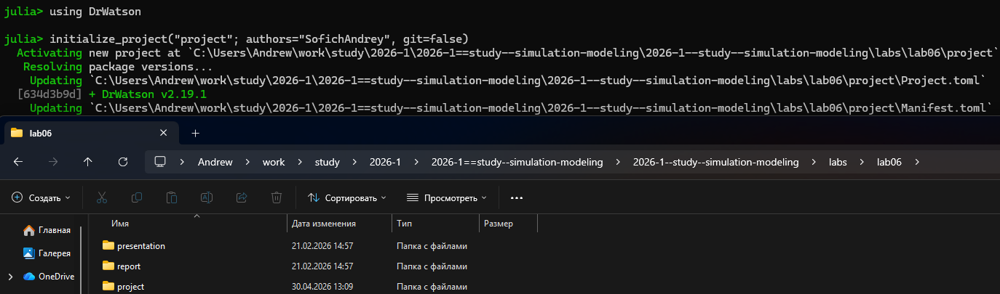 julia> using DrWatson
julia> initialize_project("project"; authors="SofichAndrey", git=false)
Activating new project at `C:\Users\Andrew\work\study\2026-1\2026-1==study--simulation-modeling\2026-1--study--simulation-modeling\labs\lab06\project`
Resolving package versions...
Updating `C:\Users\Andrew\work\study\2026-1\2026-1==study--simulation-modeling\2026-1--study--simulation-modeling\labs\lab06\project\Project.toml`
[634d3b9d] + DrWatson v2.19.1
Updating `C:\Users\Andrew\work\study\2026-1\2026-1==study--simulation-modeling\2026-1--study--simulation-modeling\labs\lab06\project\Manifest.toml`
lab06
Andrew > work > study > 2026-1 > 2026-1==study--simulation-modeling > 2026-1--study--simulation-modeling > labs > lab06 >
Создать Сортировать Просмотреть
Имя Дата изменения Тип Размер
Главная
presentation 21.02.2026 14:57 Папка с файлами
Галерея
report 21.02.2026 14:57 Папка с файлами
OneDrive
project 30.04.2026 13:09 Папка с файлами